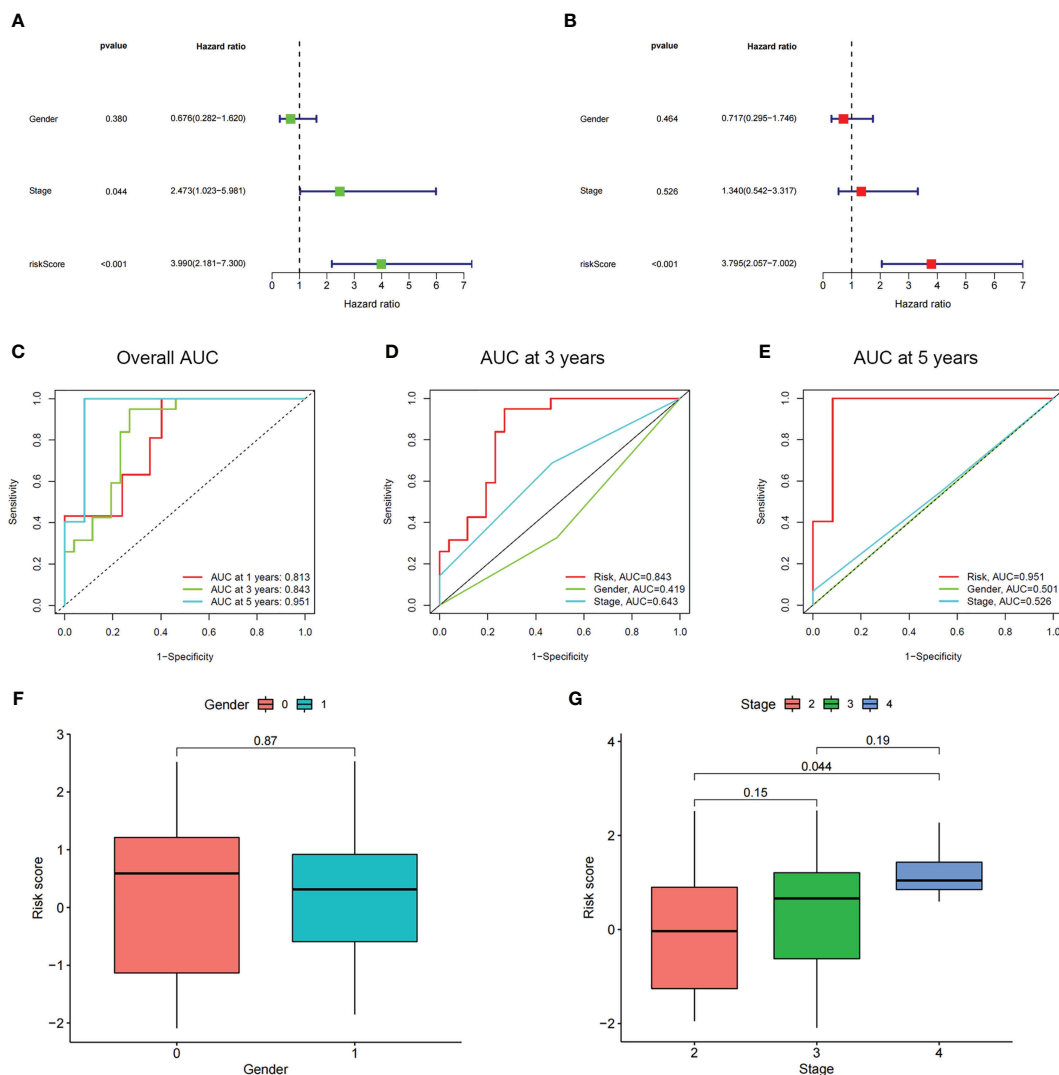 A
pvalue Hazard ratio
Gender 0.380 0.676(0.282−1.620)
Stage 0.044 2.473(1.023−5.981)
riskScore <0.001 3.990(2.181−7.300)
0 1 2 3 4 5 6 7
Hazard ratio
B
pvalue Hazard ratio
Gender 0.464 0.717(0.295−1.746)
Stage 0.526 1.340(0.542−3.317)
riskScore <0.001 3.795(2.057−7.002)
0 1 2 3 4 5 6 7
Hazard ratio
C Overall AUC
Sensitivity
1.0
0.8
0.6
0.4
0.2
0.0
AUC at 1 years: 0.813
AUC at 3 years: 0.843
AUC at 5 years: 0.951
0.0 0.2 0.4 0.6 0.8 1.0
1−Specificity
D AUC at 3 years
Sensitivity
1.0
0.8
0.6
0.4
0.2
0.0
Risk, AUC=0.843
Gender, AUC=0.419
Stage, AUC=0.643
0.0 0.2 0.4 0.6 0.8 1.0
1−Specificity
E AUC at 5 years
Sensitivity
1.0
0.8
0.6
0.4
0.2
0.0
Risk, AUC=0.951
Gender, AUC=0.501
Stage, AUC=0.526
0.0 0.2 0.4 0.6 0.8 1.0
1−Specificity
F
Gender 0 1
Risk score
3
2
1
0
−1
−2
0.87
0 1
Gender
G
Stage 2 3 4
Risk score
4
2
0
−2
0.19
0.044
0.15
2 3 4
Stage